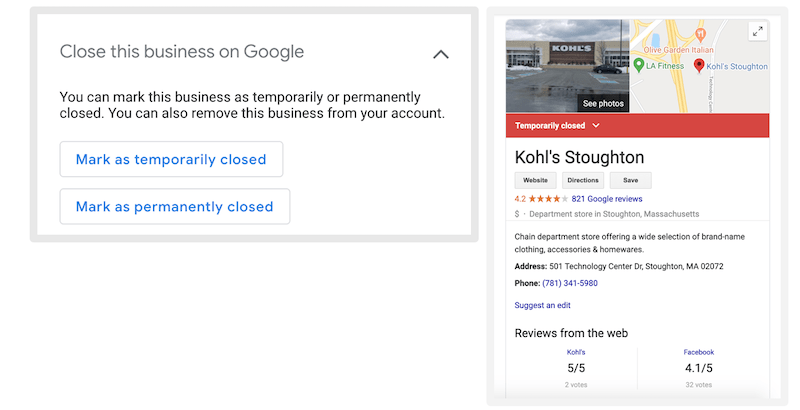 Close this business on Google
You can mark this business as temporarily or permanently
closed. You can also remove this business from your account.
Mark as temporarily closed
Mark as permanently closed
KOHL'S
See photos
Olive Garden Italian
LA Fitness
Kohl's Stoughton
Technology Center
Temporarily closed
Kohl's Stoughton
Website
Directions
Save
4.2 ★★★★★ 821 Google reviews
$ · Department store in Stoughton, Massachusetts
Chain department store offering a wide selection of brand-name
clothing, accessories & homewares.
Address: 501 Technology Center Dr, Stoughton, MA 02072
Phone: (781) 341-5980
Suggest an edit
Reviews from the web
Kohl's
5/5
2 votes
Facebook
4.1/5
32 votes